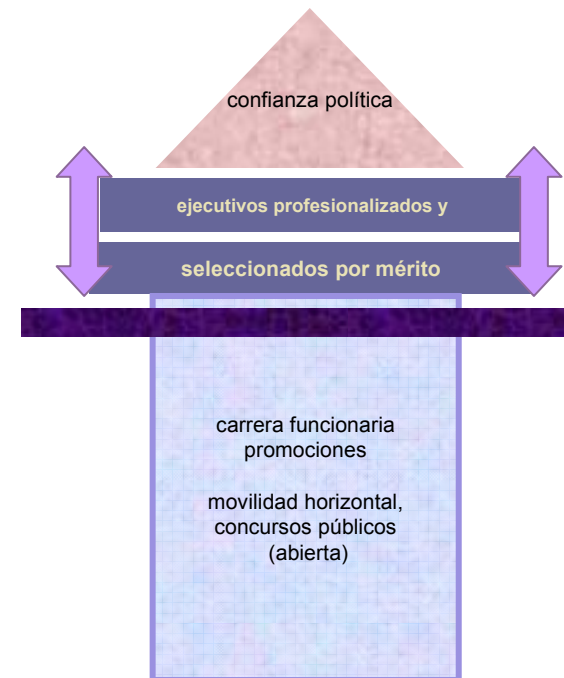 confianza política
ejecutivos profesionalizados y
seleccionados por mérito
carrera funcionaria
promociones
movilidad horizontal,
concursos públicos
(abierta)